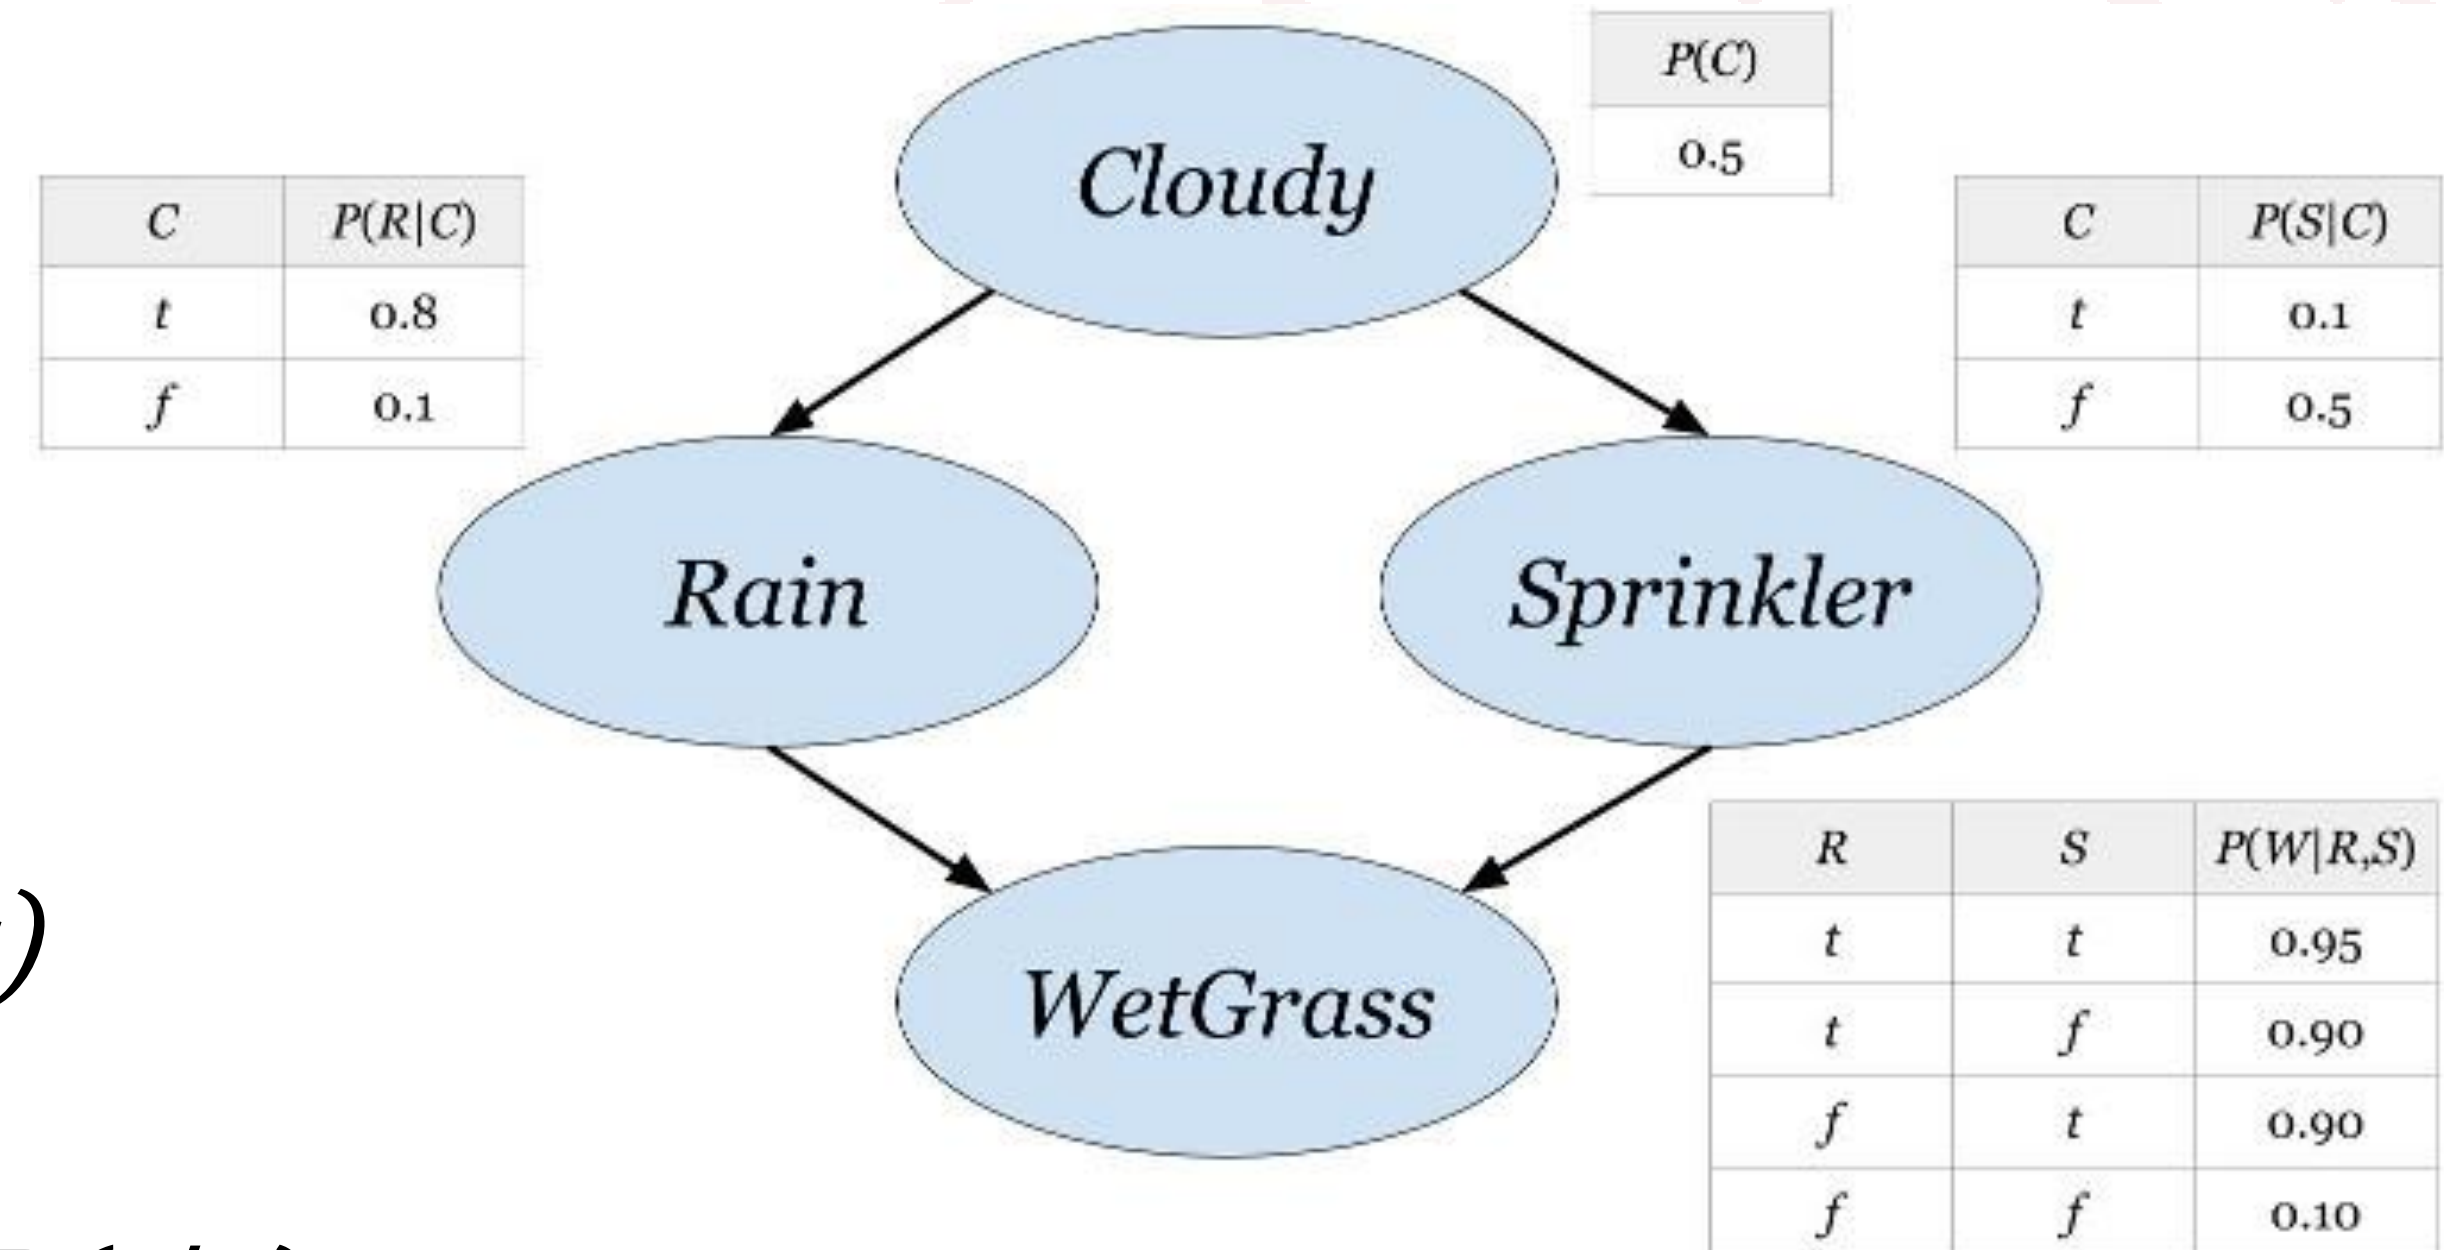 P(C)
0.5
Cloudy
C P(R|C)
t 0.8
f 0.1
C P(S|C)
t 0.1
f 0.5
Rain
Sprinkler
WetGrass
R S P(W|R,S)
t t 0.95
t f 0.90
f t 0.90
f f 0.10
)